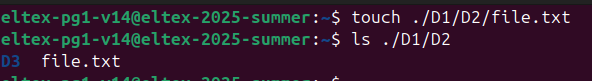 eltex-pg1-v14@eltex-2025-summer:~$ touch ./D1/D2/file.txt
eltex-pg1-v14@eltex-2025-summer:~$ ls ./D1/D2
D3  file.txt